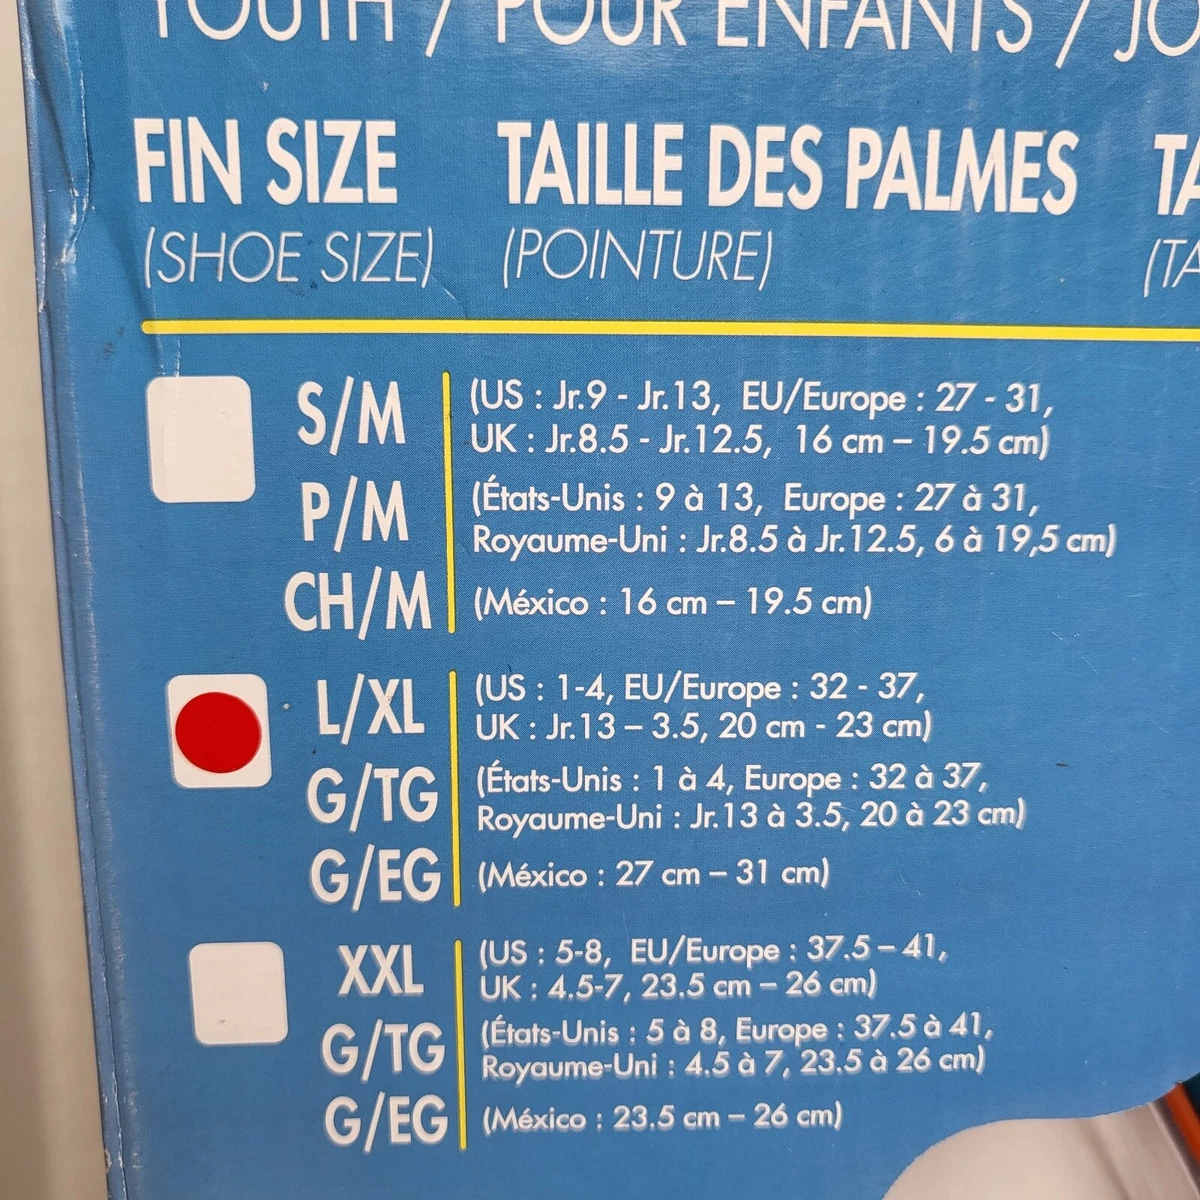 YOUTH / POUR ENFANTS / JO
FIN SIZE
(SHOE SIZE)
TAILLE DES PALMES
(POINTURE)
TA
(TA
S/M
(US : Jr.9 - Jr.13, EU/Europe : 27 - 31,
UK : Jr.8.5 - Jr.12.5, 16 cm – 19.5 cm)
P/M
(États-Unis : 9 à 13, Europe : 27 à 31,
Royaume-Uni : Jr.8.5 à Jr.12.5, 6 à 19,5 cm)
CH/M
(México : 16 cm – 19.5 cm)
L/XL
(US : 1-4, EU/Europe : 32 - 37,
UK : Jr.13 – 3.5, 20 cm - 23 cm)
G/TG
(États-Unis : 1 à 4, Europe : 32 à 37,
Royaume-Uni : Jr.13 à 3.5, 20 à 23 cm)
G/EG
(México : 27 cm – 31 cm)
XXL
(US : 5-8, EU/Europe : 37.5 – 41,
UK : 4.5-7, 23.5 cm – 26 cm)
G/TG
(États-Unis : 5 à 8, Europe : 37.5 à 41,
Royaume-Uni : 4.5 à 7, 23.5 à 26 cm)
G/EG
(México : 23.5 cm – 26 cm)